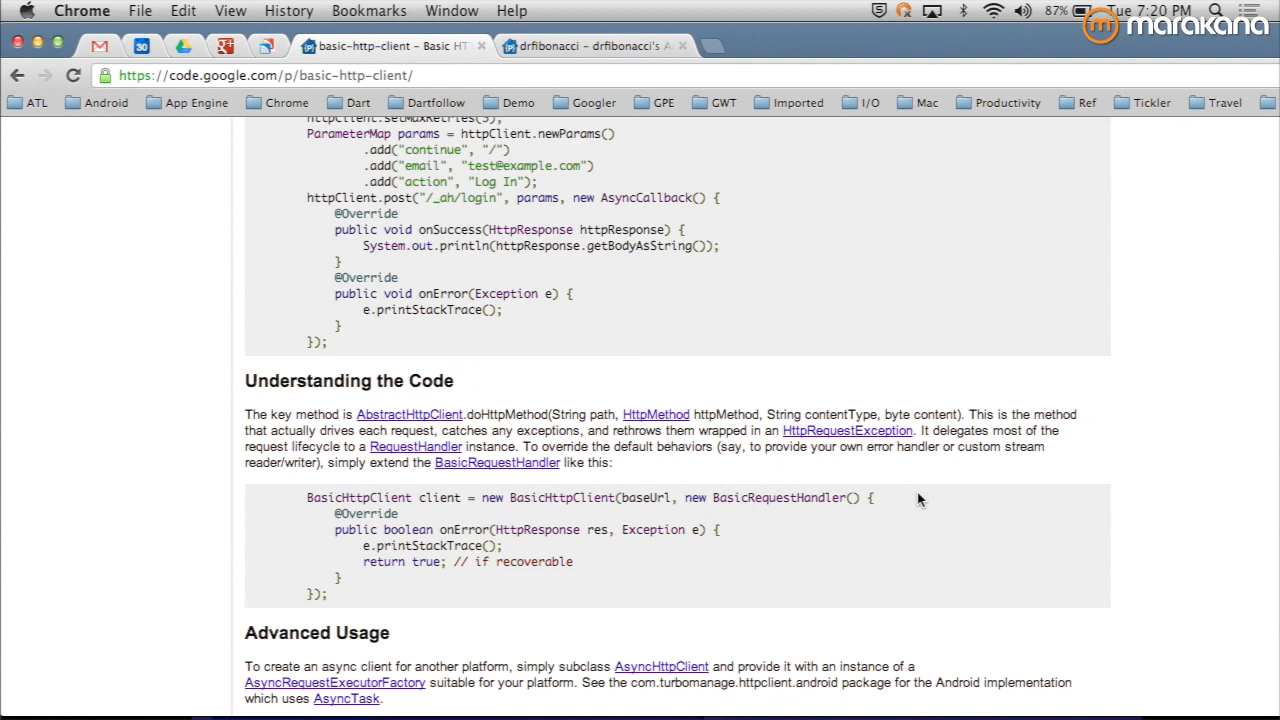 Chrome File Edit View History Bookmarks Window Help 87% Tue 7:20 PM
marakana
30 basic-http-client – Basic HT drfibonacci – drfibonacci's A
https://code.google.com/p/basic-http-client/
ATL Android App Engine Chrome Dart Dartfollow Demo Googler GPE GWT Imported I/O Mac Productivity Ref Tickler Travel
httpClient.setMaxRetries(5);
ParameterMap params = httpClient.newParams()
.add("continue", "/")
.add("email", "test@example.com")
.add("action", "Log In");
httpClient.post("/_ah/login", params, new AsyncCallback() {
@Override
public void onSuccess(HttpResponse httpResponse) {
System.out.println(httpResponse.getBodyAsString());
}
@Override
public void onError(Exception e) {
e.printStackTrace();
}
});
Understanding the Code
The key method is AbstractHttpClient.doHttpMethod(String path, HttpMethod httpMethod, String contentType, byte content). This is the method
that actually drives each request, catches any exceptions, and rethrows them wrapped in an HttpRequestException. It delegates most of the
request lifecycle to a RequestHandler instance. To override the default behaviors (say, to provide your own error handler or custom stream
reader/writer), simply extend the BasicRequestHandler like this:
BasicHttpClient client = new BasicHttpClient(baseUrl, new BasicRequestHandler() {
@Override
public boolean onError(HttpResponse res, Exception e) {
e.printStackTrace();
return true; // if recoverable
}
});
Advanced Usage
To create an async client for another platform, simply subclass AsyncHttpClient and provide it with an instance of a
AsyncRequestExecutorFactory suitable for your platform. See the com.turbomanage.httpclient.android package for the Android implementation
which uses AsyncTask.